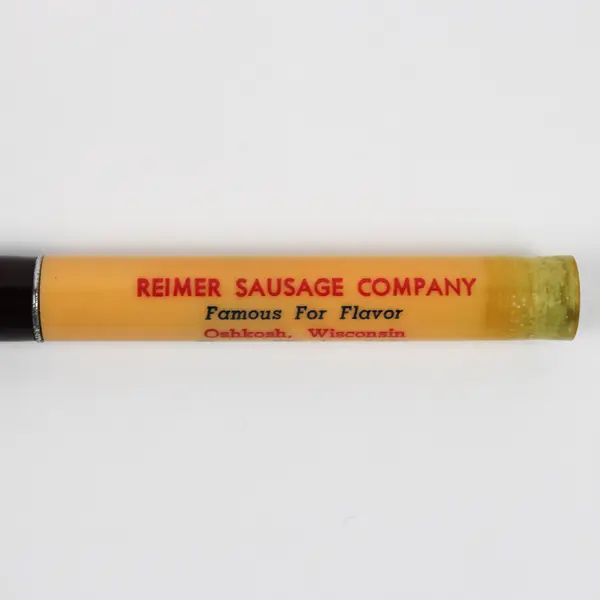 REIMER SAUSAGE COMPANY
Famous For Flavor
Oshkosh, Wisconsin